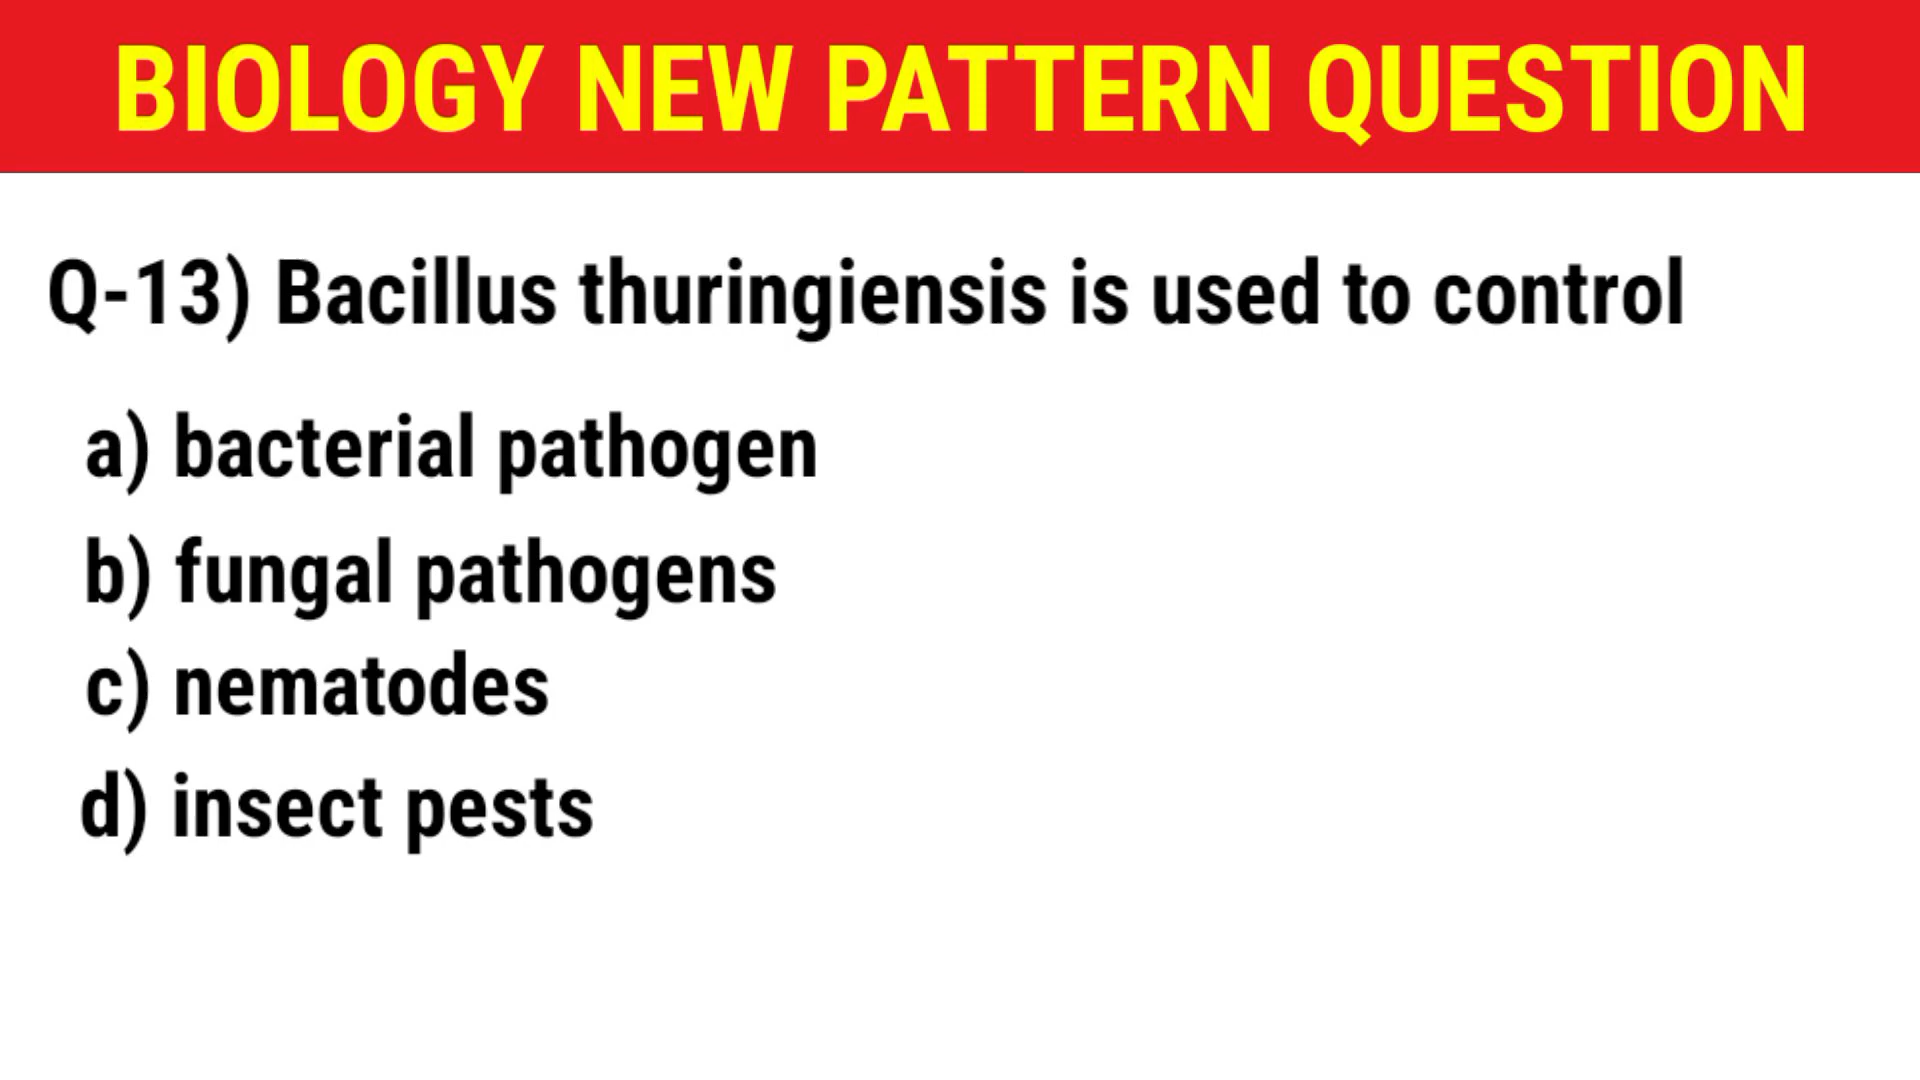 BIOLOGY NEW PATTERN QUESTION
Q-13) Bacillus thuringiensis is used to control
a) bacterial pathogen
b) fungal pathogens
c) nematodes
d) insect pests